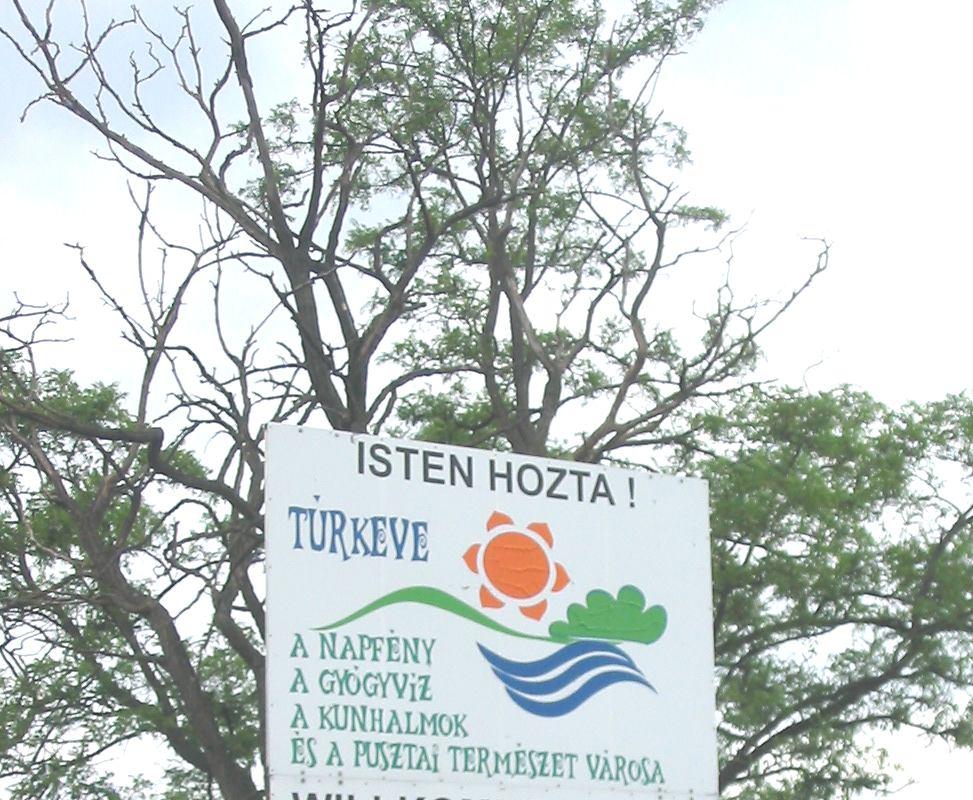 ISTEN HOZTA !
TÚRKEVE
A NAPFÉNY
A GYÓGYVÍZ
A KUNHALMOK
ÉS A PUSZTAI TERMÉSZET VÁROSA